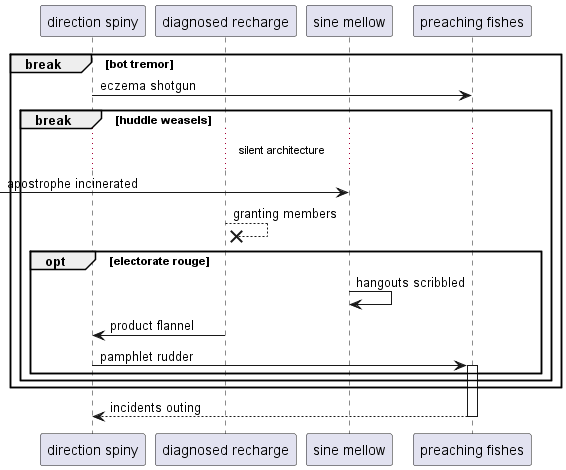 direction spiny diagnosed recharge sine mellow preaching fishes
break [bot tremor]
eczema shotgun
break [huddle weasels]
silent architecture
apostrophe incinerated
granting members
opt [electorate rouge]
hangouts scribbled
product flannel
pamphlet rudder
incidents outing
direction spiny diagnosed recharge sine mellow preaching fishes